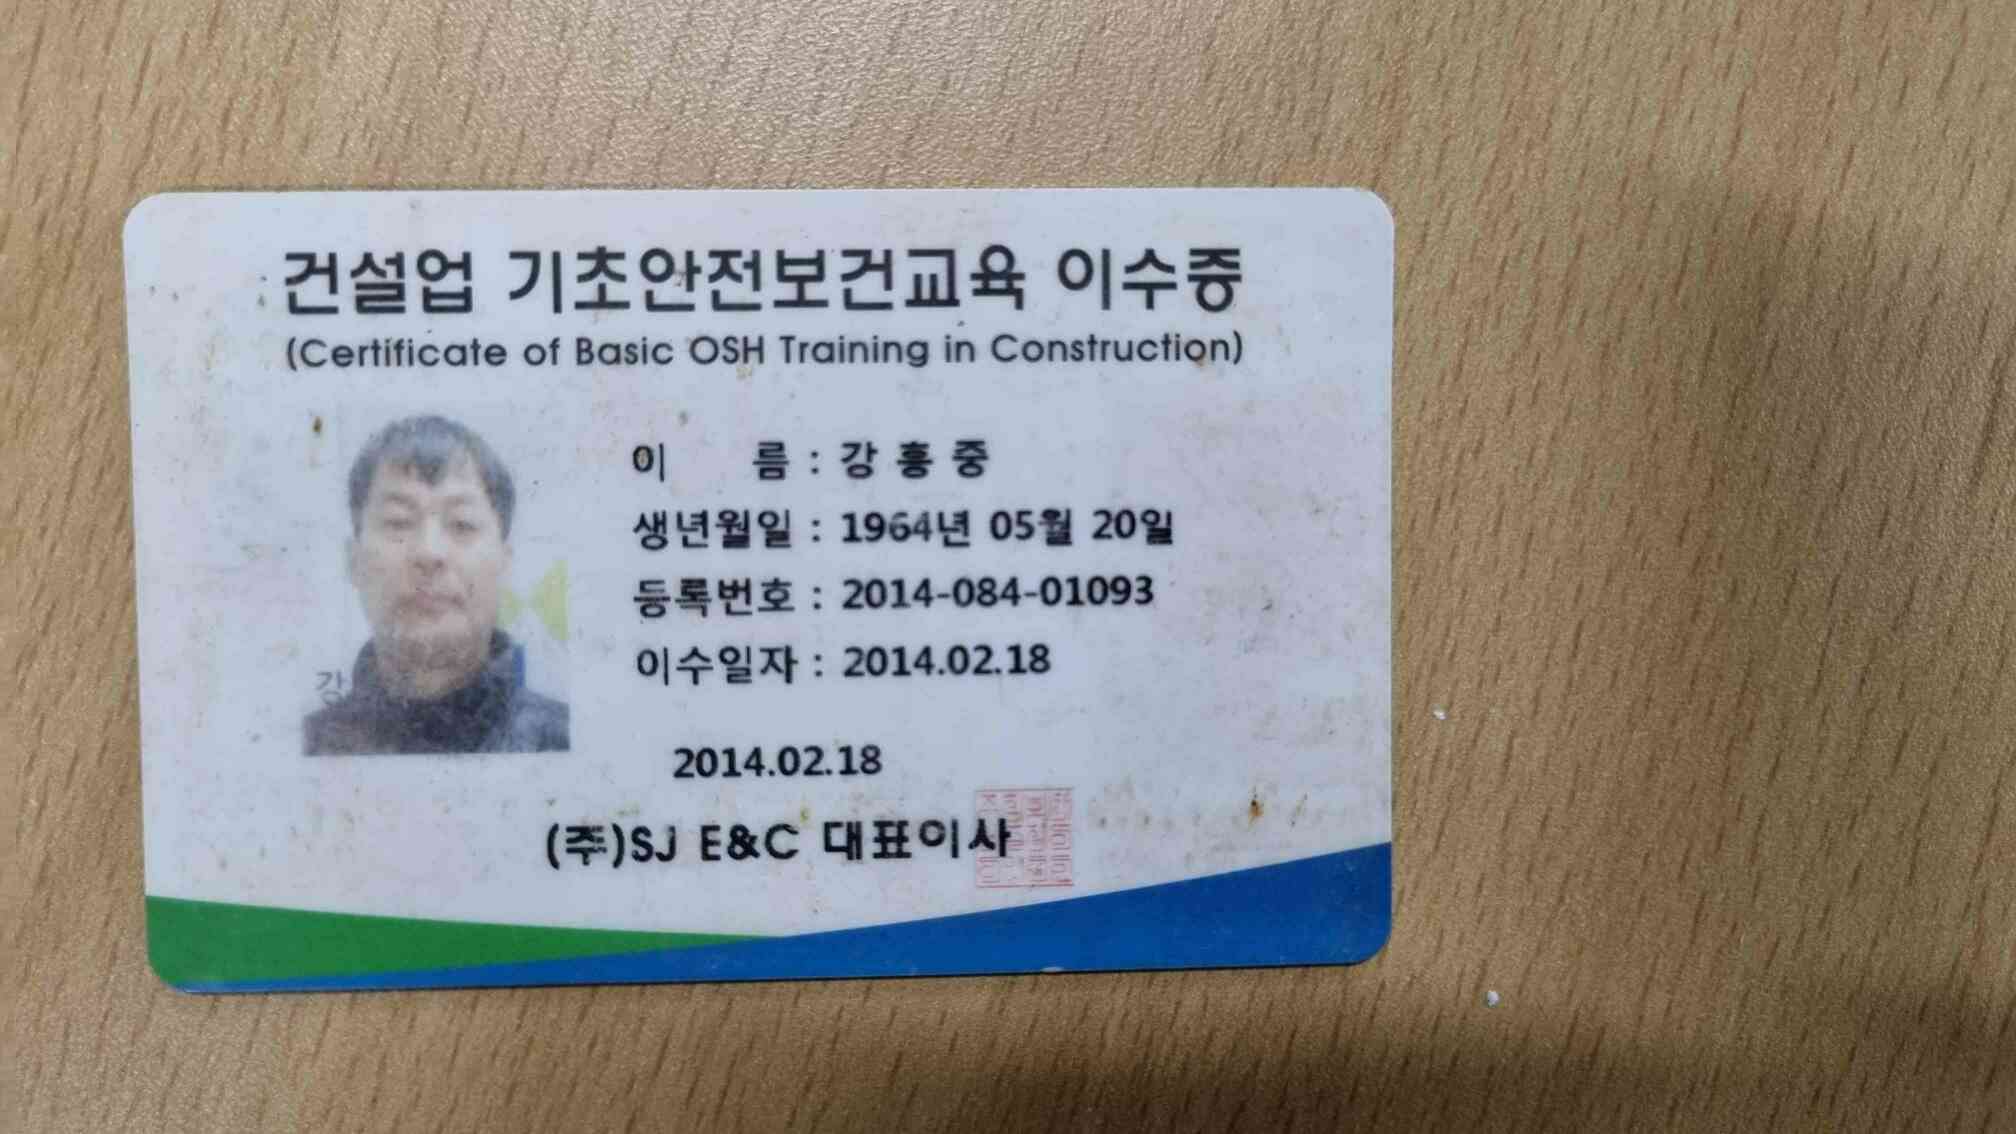 건설업 기초안전보건교육 이수증
(Certificate of Basic OSH Training in Construction)
이 름 : 강 흥 중
생년월일 : 1964년 05월 20일
등록번호 : 2014-084-01093
이수일자 : 2014.02.18
강
2014.02.18
(주)SJ E&C 대표이사